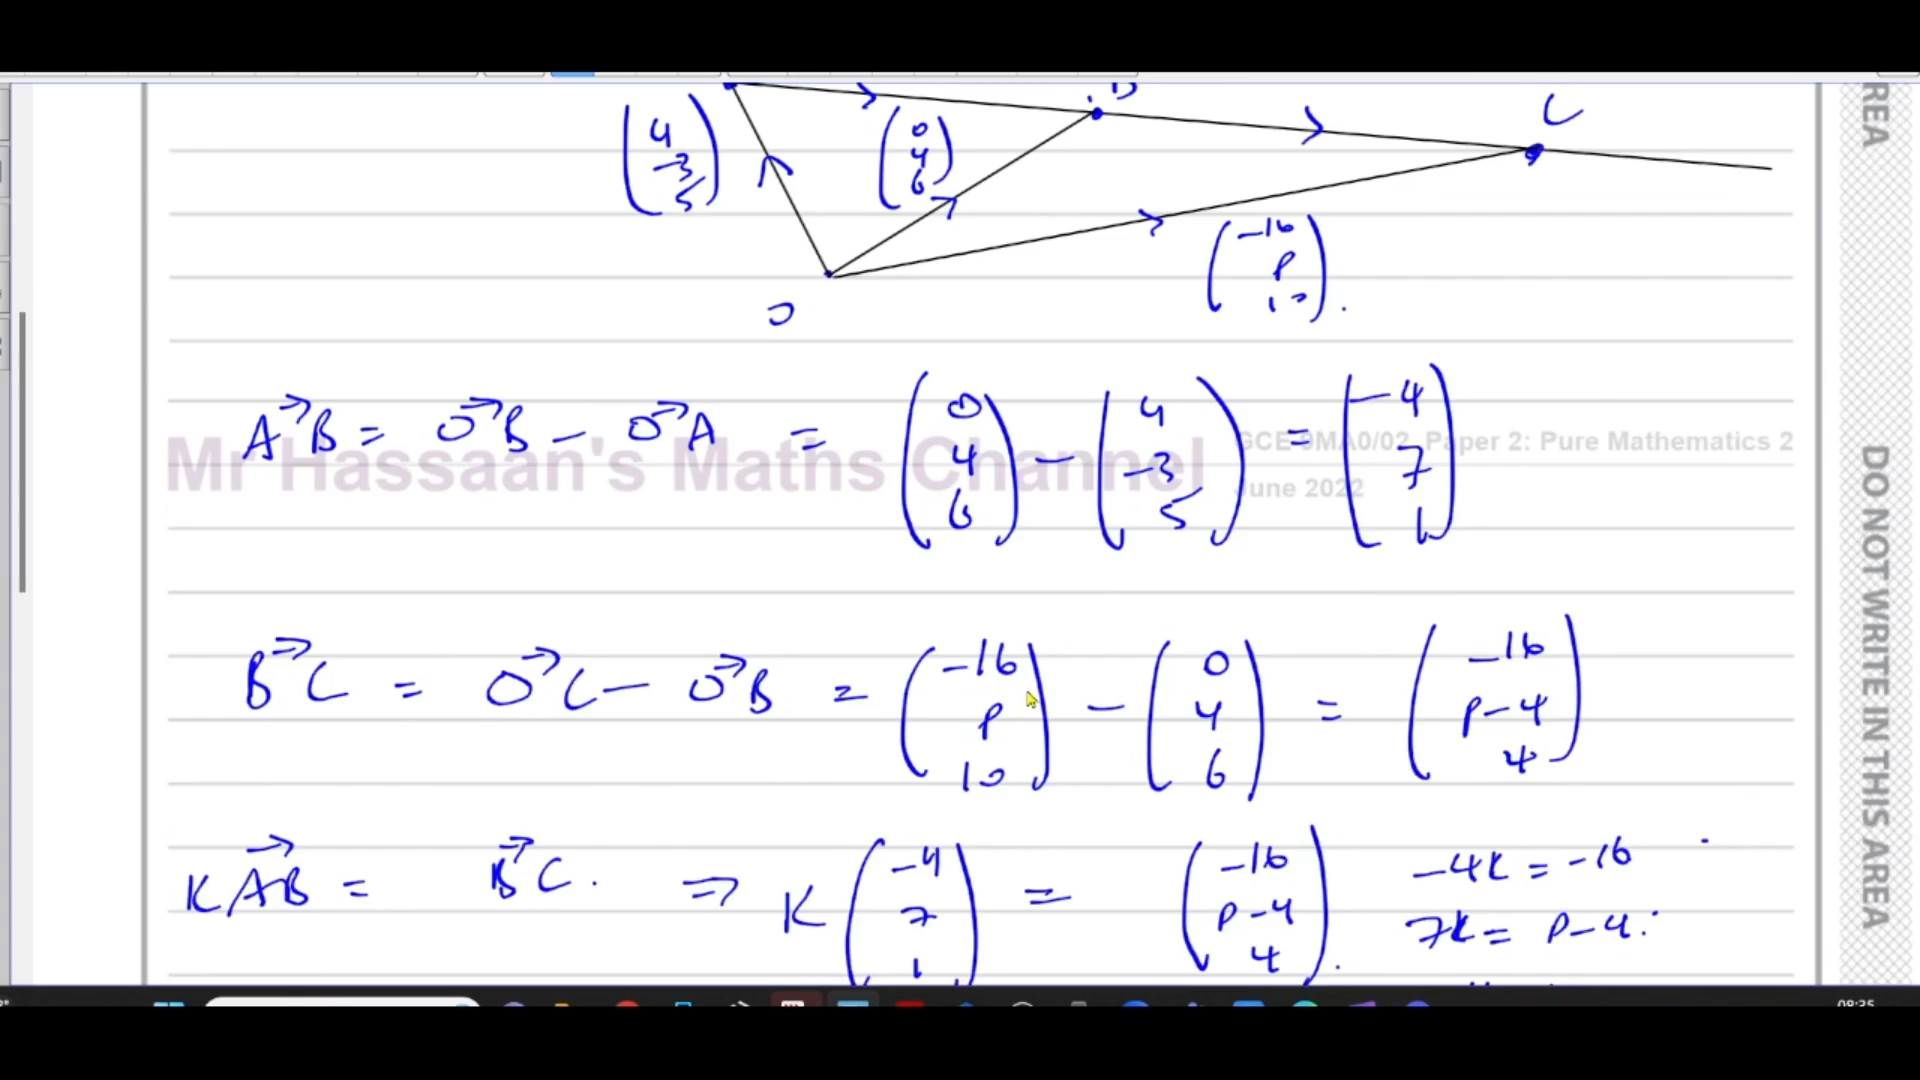 REA
B
C
( 4 -3 5 )
( 0 4 6 )
( -16 p 10 ).
O
AB = OB - OA = ( 0 4 6 ) - ( 4 -3 5 ) = ( -4 7 1 )
Mr Hassaan's Maths Channel
GCE 9MA0/02 Paper 2: Pure Mathematics 2
June 2022
BC = OC - OB = ( -16 p 10 ) - ( 0 4 6 ) = ( -16 p-4 4 )
KAB = BC. ⇒ K ( -4 7 1 ) = ( -16 p-4 4 ).
-4K = -16
7K = p-4.
DO NOT WRITE IN THIS AREA
08:35